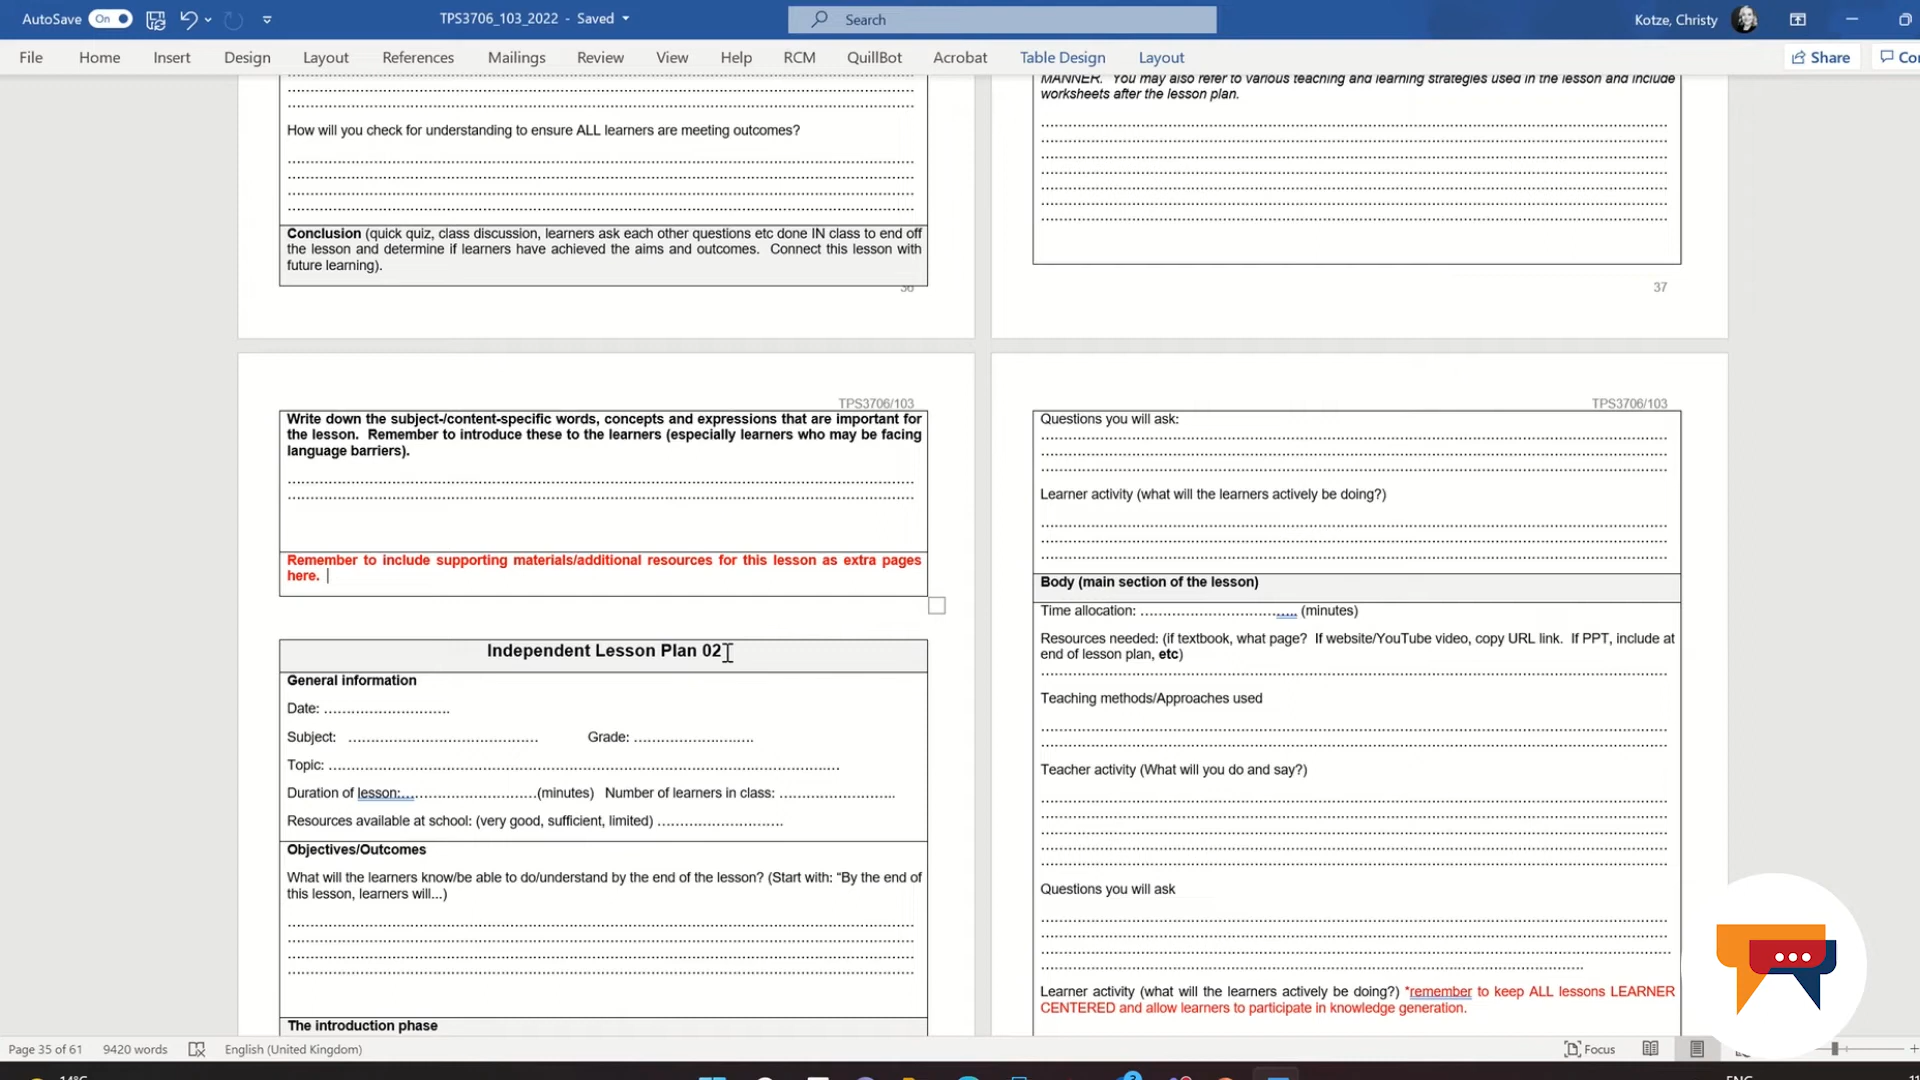 AutoSave On TPS3706_103_2022 - Saved Search Kotze, Christy
File Home Insert Design Layout References Mailings Review View Help RCM QuillBot Acrobat Table Design Layout Share Co
How will you check for understanding to ensure ALL learners are meeting outcomes?
Conclusion (quick quiz, class discussion, learners ask each other questions etc done IN class to end off
the lesson and determine if learners have achieved the aims and outcomes. Connect this lesson with
future learning).
36
MANNER. You may also refer to various teaching and learning strategies used in the lesson and include
worksheets after the lesson plan.
37
TPS3706/103
Write down the subject-/content-specific words, concepts and expressions that are important for
the lesson. Remember to introduce these to the learners (especially learners who may be facing
language barriers).
Remember to include supporting materials/additional resources for this lesson as extra pages
here.
Independent Lesson Plan 02
General information
Date: ..............................
Subject: .............................. Grade: ..............................
Topic: ..............................
Duration of lesson:..............................(minutes) Number of learners in class: ..............................
Resources available at school: (very good, sufficient, limited) ..............................
Objectives/Outcomes
What will the learners know/be able to do/understand by the end of the lesson? (Start with: “By the end of
this lesson, learners will...)
The introduction phase
TPS3706/103
Questions you will ask:
Learner activity (what will the learners actively be doing?)
Body (main section of the lesson)
Time allocation: .............................. (minutes)
Resources needed: (if textbook, what page? If website/YouTube video, copy URL link. If PPT, include at
end of lesson plan, etc)
Teaching methods/Approaches used
Teacher activity (What will you do and say?)
Questions you will ask
Learner activity (what will the learners actively be doing?) *remember to keep ALL lessons LEARNER
CENTERED and allow learners to participate in knowledge generation.
Page 35 of 61 9420 words English (United Kingdom) Focus
14°C
ENG